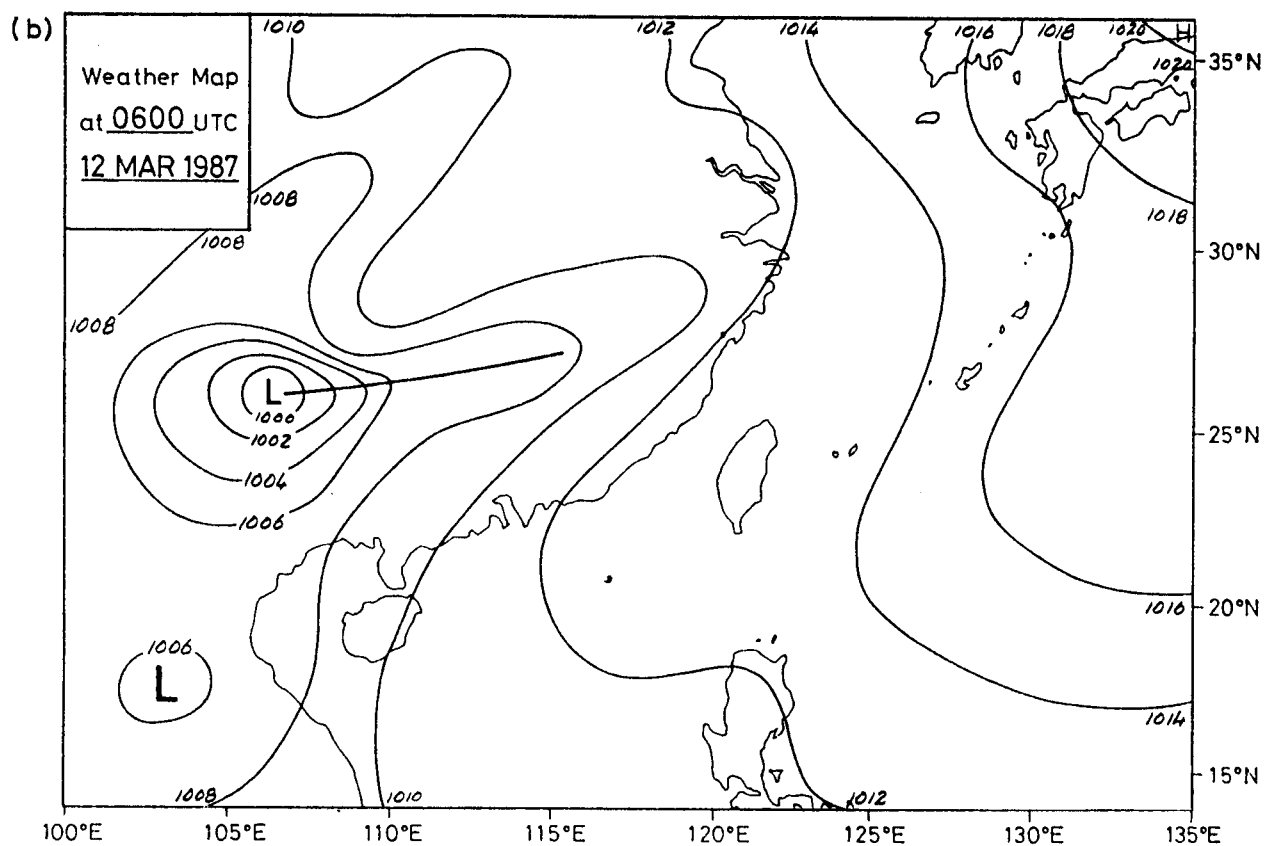 (b)
Weather Map
at 0600 UTC
12 MAR 1987
1010
1012
1014
1016
1018
1020
H
1020
35°N
1008
1008
1008
1018
30°N
L
1000
1002
1004
1006
25°N
1016
20°N
1006
L
1014
15°N
1008
1010
1012
100°E
105°E
110°E
115°E
120°E
125°E
130°E
135°E